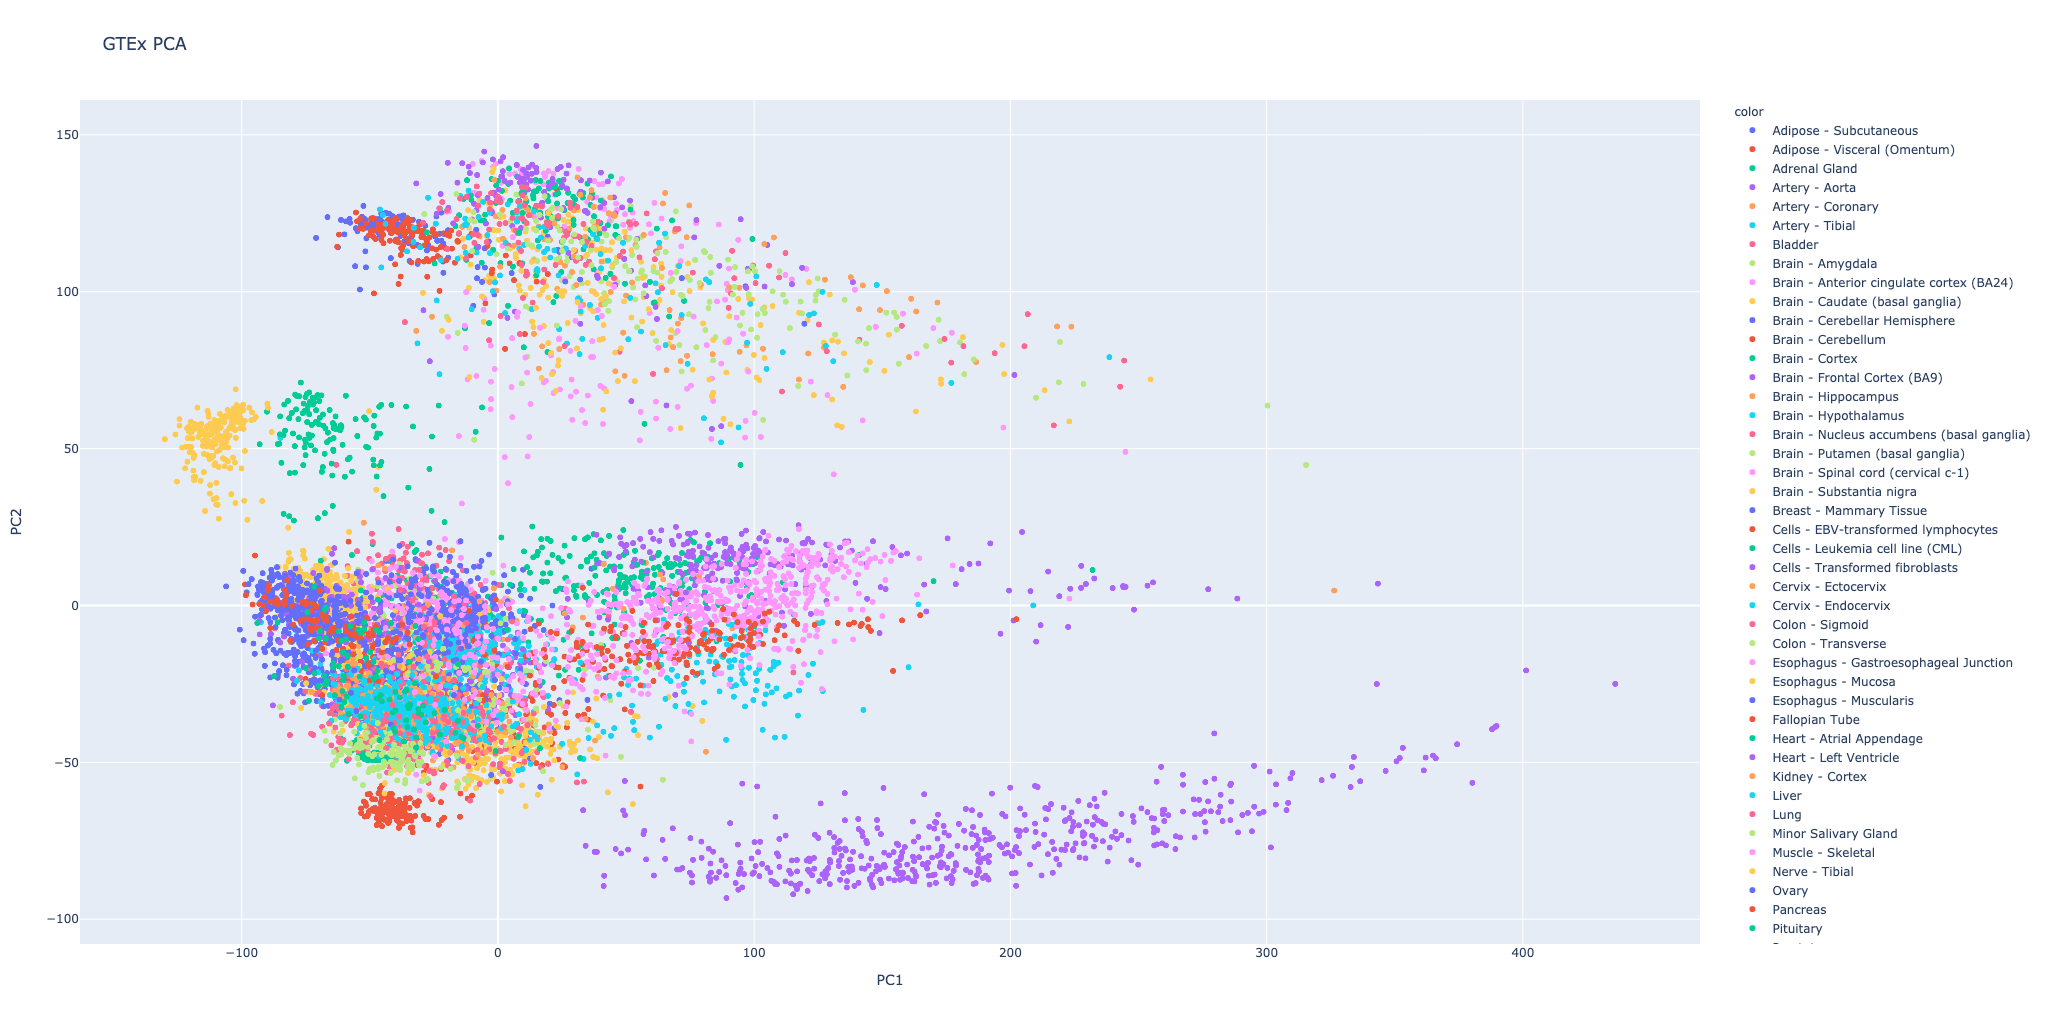 GTEx PCA
150
100
50
0
−50
−100
PC2
−100
0
100
200
300
400
PC1
color
Adipose - Subcutaneous
Adipose - Visceral (Omentum)
Adrenal Gland
Artery - Aorta
Artery - Coronary
Artery - Tibial
Bladder
Brain - Amygdala
Brain - Anterior cingulate cortex (BA24)
Brain - Caudate (basal ganglia)
Brain - Cerebellar Hemisphere
Brain - Cerebellum
Brain - Cortex
Brain - Frontal Cortex (BA9)
Brain - Hippocampus
Brain - Hypothalamus
Brain - Nucleus accumbens (basal ganglia)
Brain - Putamen (basal ganglia)
Brain - Spinal cord (cervical c-1)
Brain - Substantia nigra
Breast - Mammary Tissue
Cells - EBV-transformed lymphocytes
Cells - Leukemia cell line (CML)
Cells - Transformed fibroblasts
Cervix - Ectocervix
Cervix - Endocervix
Colon - Sigmoid
Colon - Transverse
Esophagus - Gastroesophageal Junction
Esophagus - Mucosa
Esophagus - Muscularis
Fallopian Tube
Heart - Atrial Appendage
Heart - Left Ventricle
Kidney - Cortex
Liver
Lung
Minor Salivary Gland
Muscle - Skeletal
Nerve - Tibial
Ovary
Pancreas
Pituitary